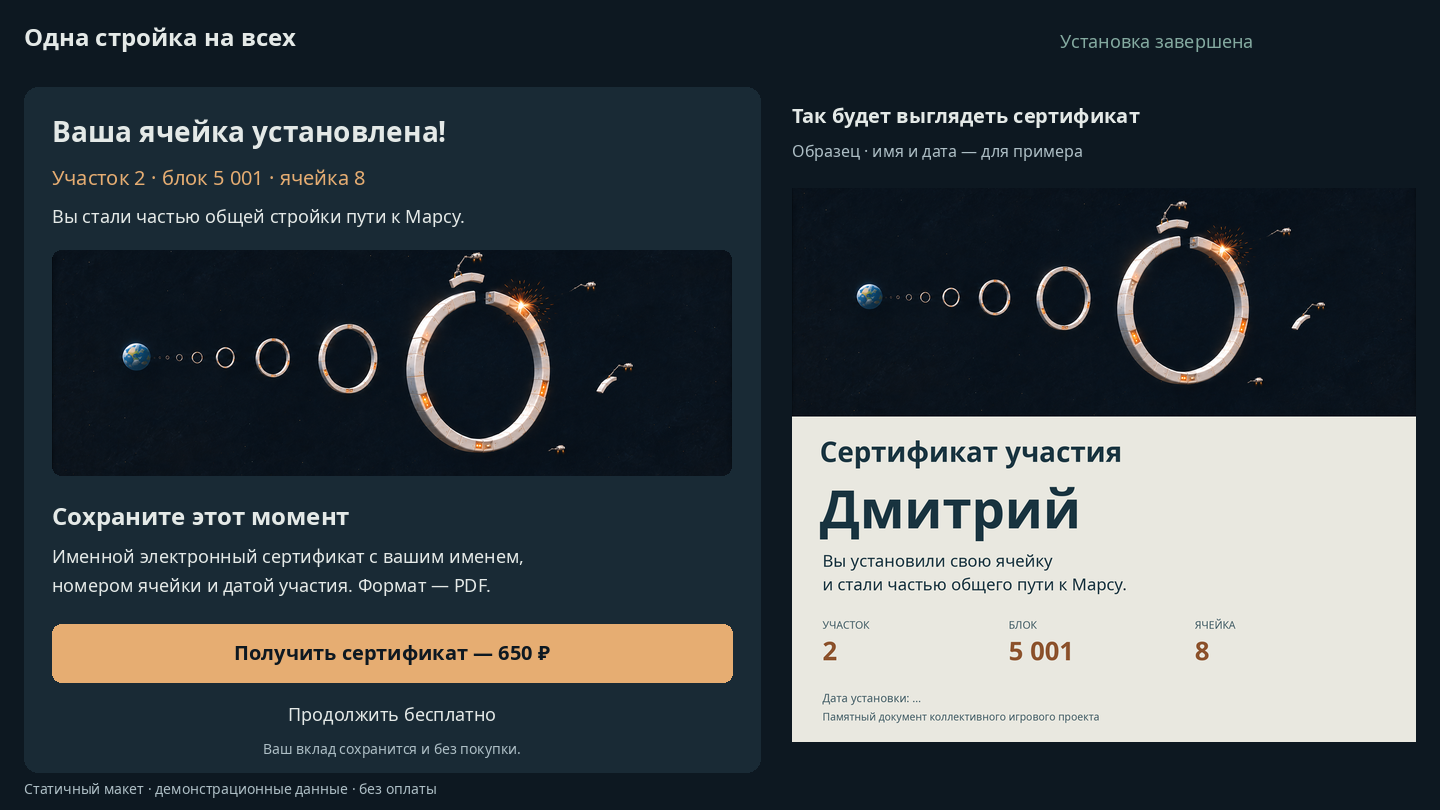 Одна стройка на всех
Установка завершена
Ваша ячейка установлена!
Участок 2 · блок 5 001 · ячейка 8
Вы стали частью общей стройки пути к Марсу.
Сохраните этот момент
Именной электронный сертификат с вашим именем,
номером ячейки и датой участия. Формат — PDF.
Получить сертификат — 650 ₽
Продолжить бесплатно
Ваш вклад сохранится и без покупки.
Так будет выглядеть сертификат
Образец · имя и дата — для примера
Сертификат участия
Дмитрий
Вы установили свою ячейку
и стали частью общего пути к Марсу.
УЧАСТОК БЛОК ЯЧЕЙКА
2 5 001 8
Дата установки: ...
Памятный документ коллективного игрового проекта
Статичный макет · демонстрационные данные · без оплаты